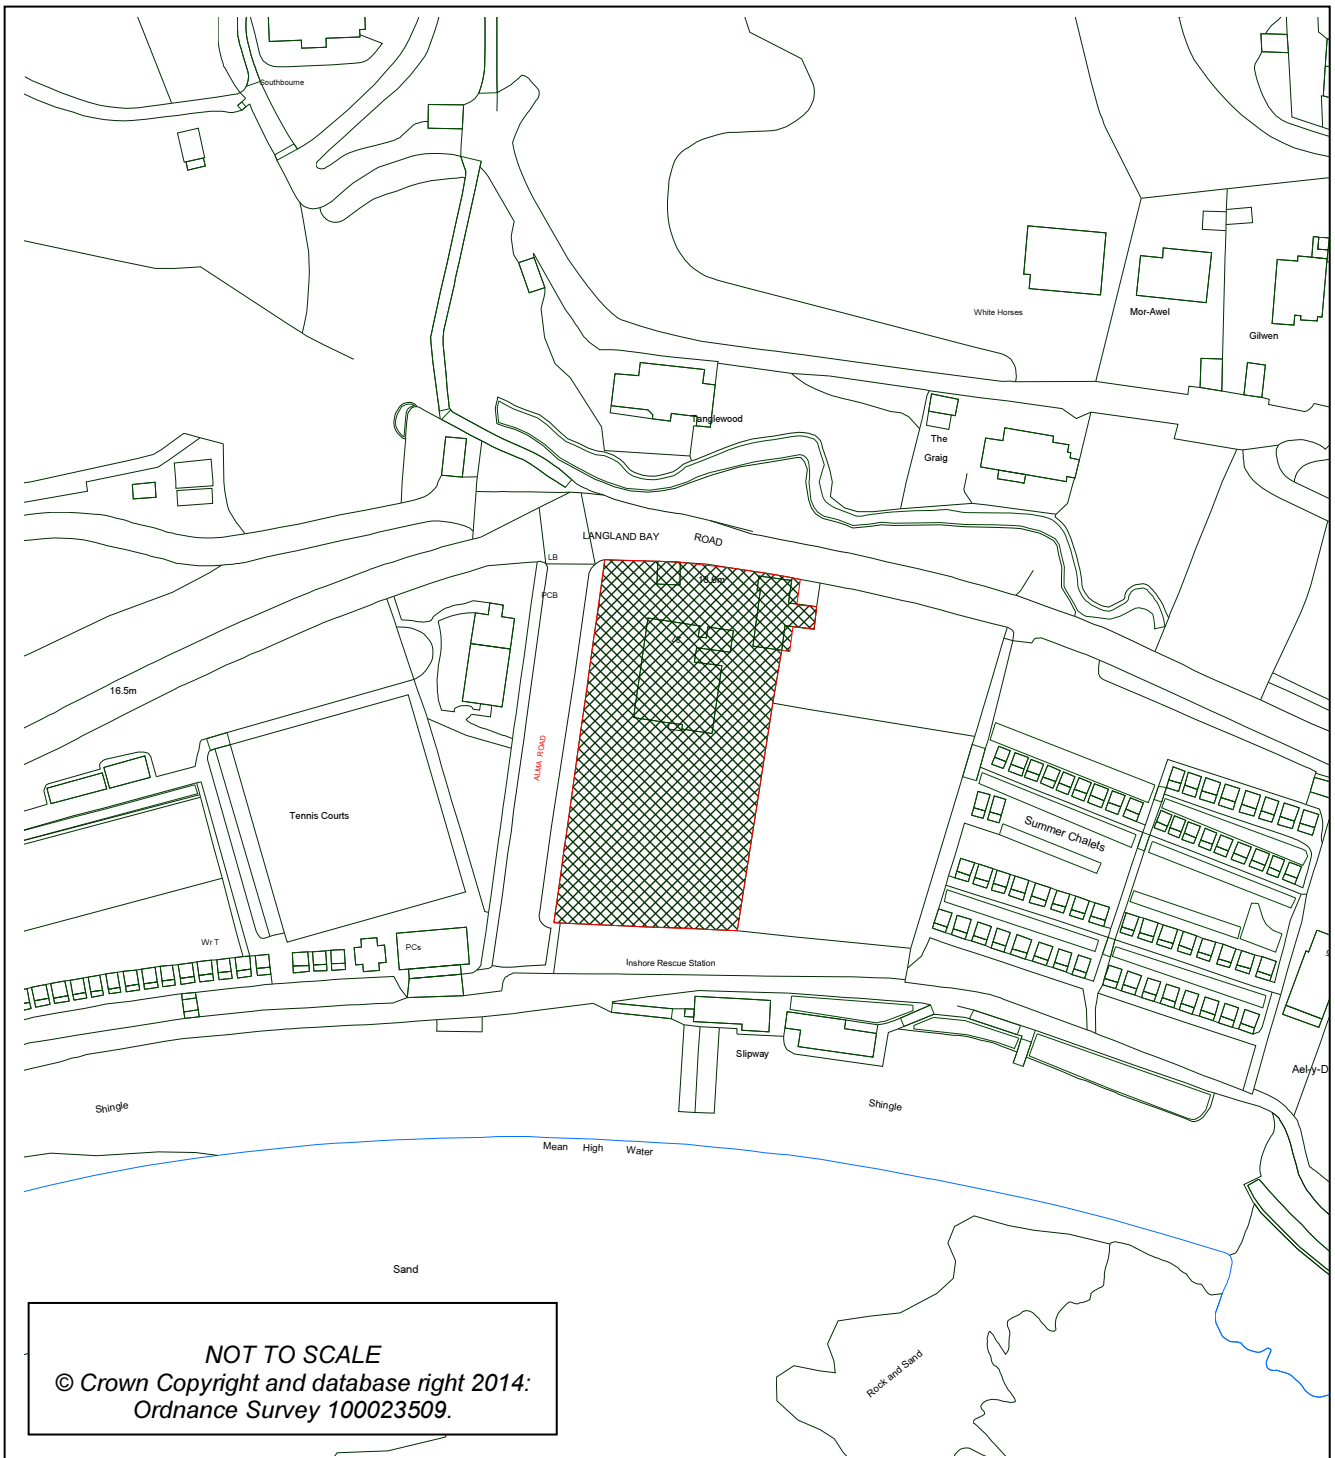 Southbourne
White Horses
Mor-Awel
Gilwen
Tanglewood
The
Graig
LANGLAND BAY ROAD
LB
PCB
16.5m
ALMA ROAD
Tennis Courts
Summer Chalets
Wr T
PCs
Inshore Rescue Station
Slipway
Ael-y-D
Shingle
Shingle
Mean High Water
Sand
Rock and Sand
NOT TO SCALE
© Crown Copyright and database right 2014:
Ordnance Survey 100023509.